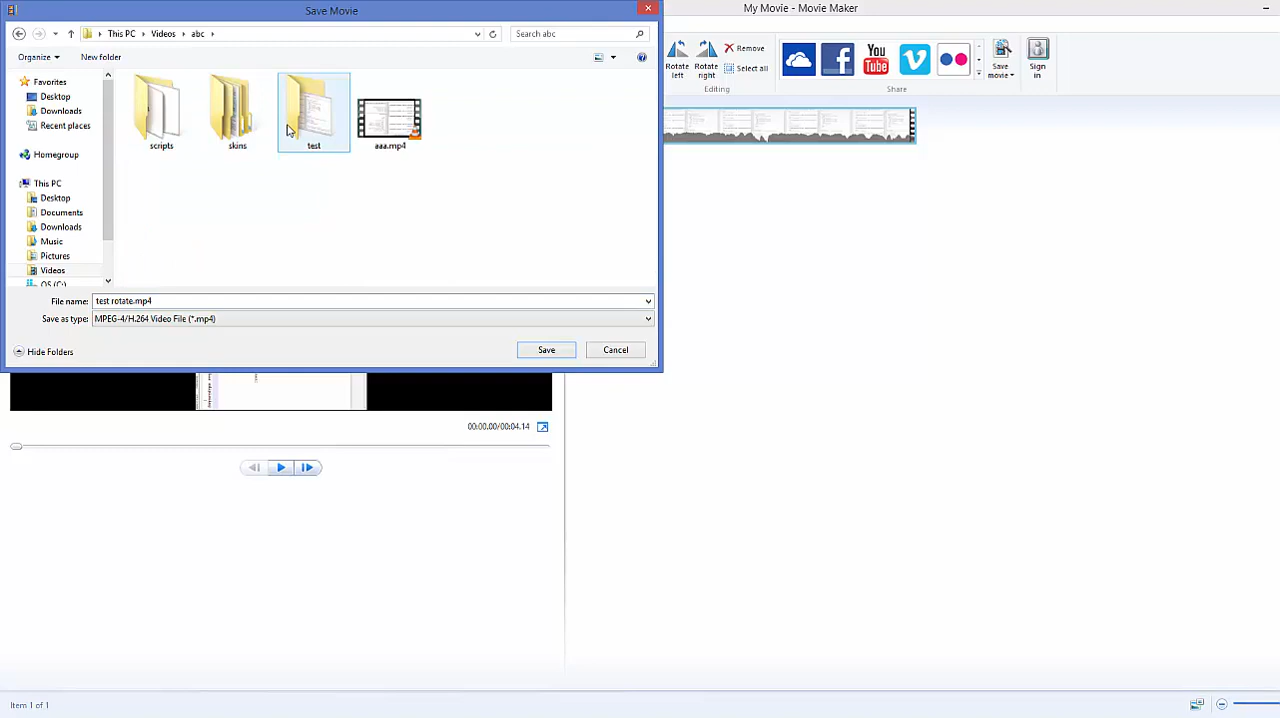 Save Movie
My Movie - Movie Maker
This PC
Videos
abc
Search abc
Organize
New folder
Favorites
Desktop
Downloads
Recent places
Homegroup
This PC
Desktop
Documents
Downloads
Music
Pictures
Videos
OS (C:)
scripts
skins
test
aaa.mp4
File name:
test rotate.mp4
Save as type:
MPEG-4/H.264 Video File (*.mp4)
Hide Folders
Save
Cancel
Rotate left
Rotate right
Remove
Select all
Editing
You Tube
Share
Save movie
Sign in
00:00.00/00:04.14
Item 1 of 1